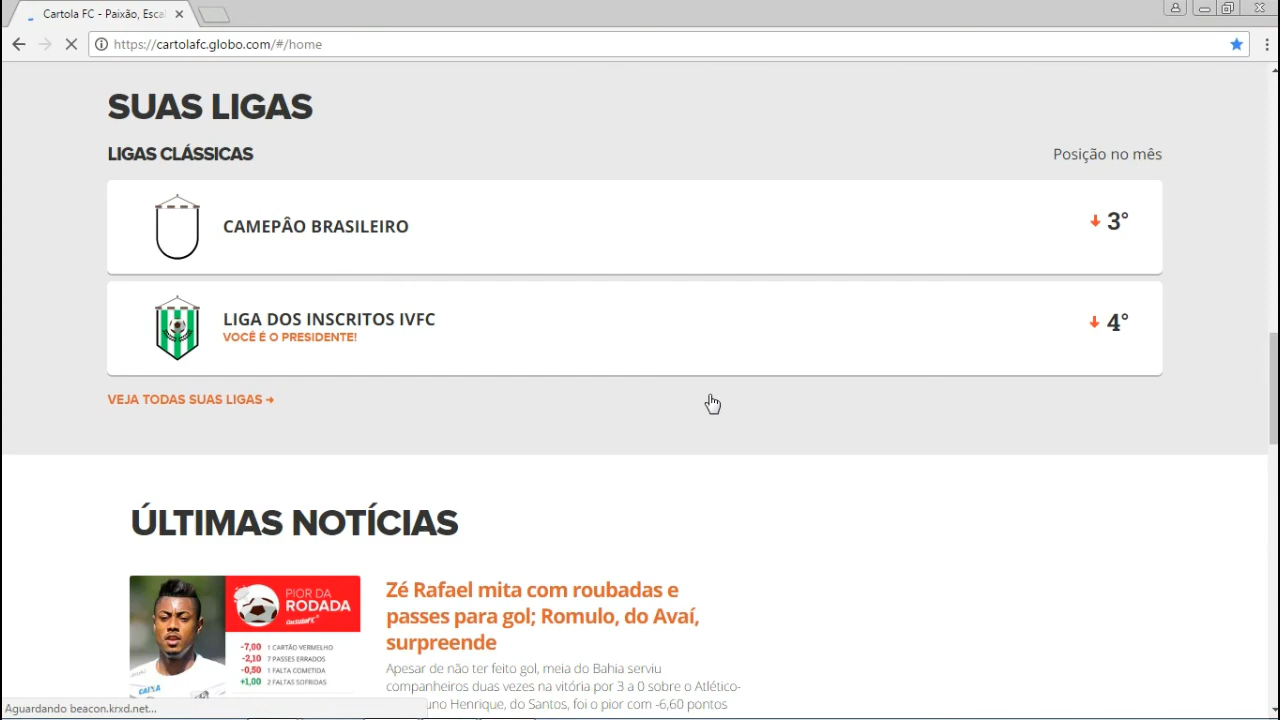 Cartola FC - Paixão, Esca
https://cartolafc.globo.com/#/home
SUAS LIGAS
LIGAS CLÁSSICAS
Posição no mês
CAMEPÂO BRASILEIRO
3°
LIGA DOS INSCRITOS IVFC
VOCÊ É O PRESIDENTE!
4°
VEJA TODAS SUAS LIGAS →
ÚLTIMAS NOTÍCIAS
PIOR DA
RODADA
CartolaFC
-7,00 1 CARTÃO VERMELHO
-2,10 7 PASSES ERRADOS
-0,50 1 FALTA COMETIDA
+1,00 2 FALTAS SOFRIDAS
CAIXA
Zé Rafael mita com roubadas e
passes para gol; Romulo, do Avaí,
surpreende
Apesar de não ter feito gol, meia do Bahia serviu
companheiros duas vezes na vitória por 3 a 0 sobre o Atlético-
uno Henrique, do Santos, foi o pior com -6,60 pontos
Aguardando beacon.krxd.net...